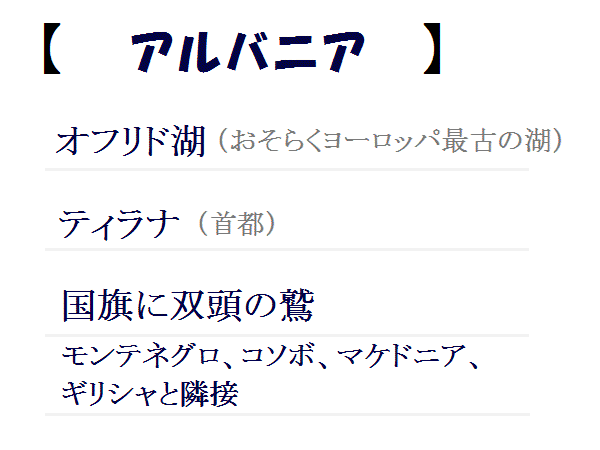 【 アルバニア 】
オフリド湖（おそらくヨーロッパ最古の湖）
ティラナ（首都）
国旗に双頭の鷲
モンテネグロ、コソボ、マケドニア、
ギリシャと隣接